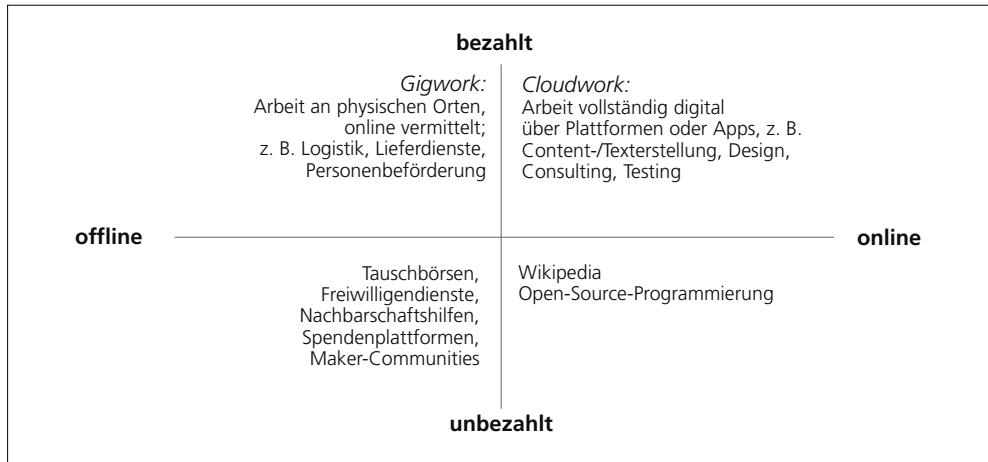 bezahlt
Gigwork:
Arbeit an physischen Orten,
online vermittelt;
z. B. Logistik, Lieferdienste,
Personenbeförderung
Cloudwork:
Arbeit vollständig digital
über Plattformen oder Apps, z. B.
Content-/Texterstellung, Design,
Consulting, Testing
offline
online
Tauschbörsen,
Freiwilligendienste,
Nachbarschaftshilfen,
Spendenplattformen,
Maker-Communities
Wikipedia
Open-Source-Programmierung
unbezahlt